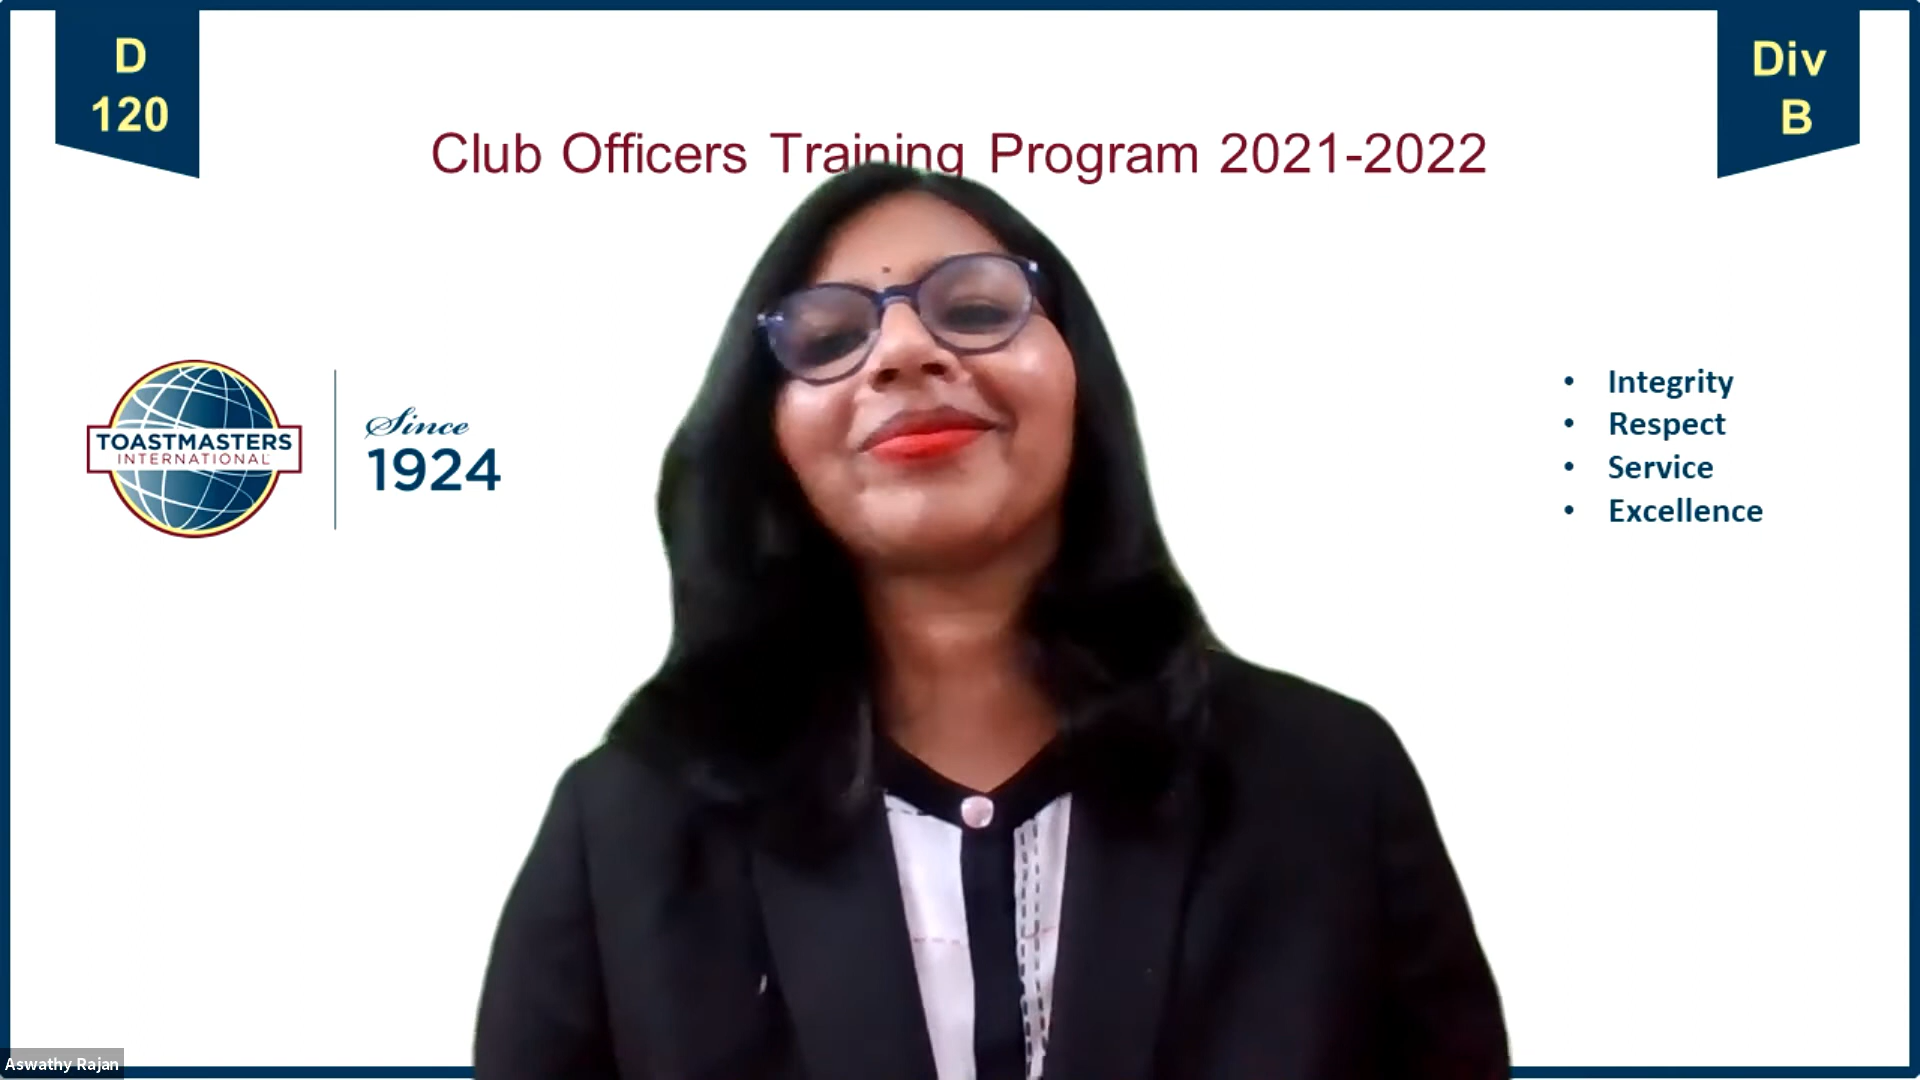 D
120
Div
B
Club Officers Training Program 2021-2022
TOASTMASTERS
INTERNATIONAL
Since
1924
• Integrity
• Respect
• Service
• Excellence
Aswathy Rajan